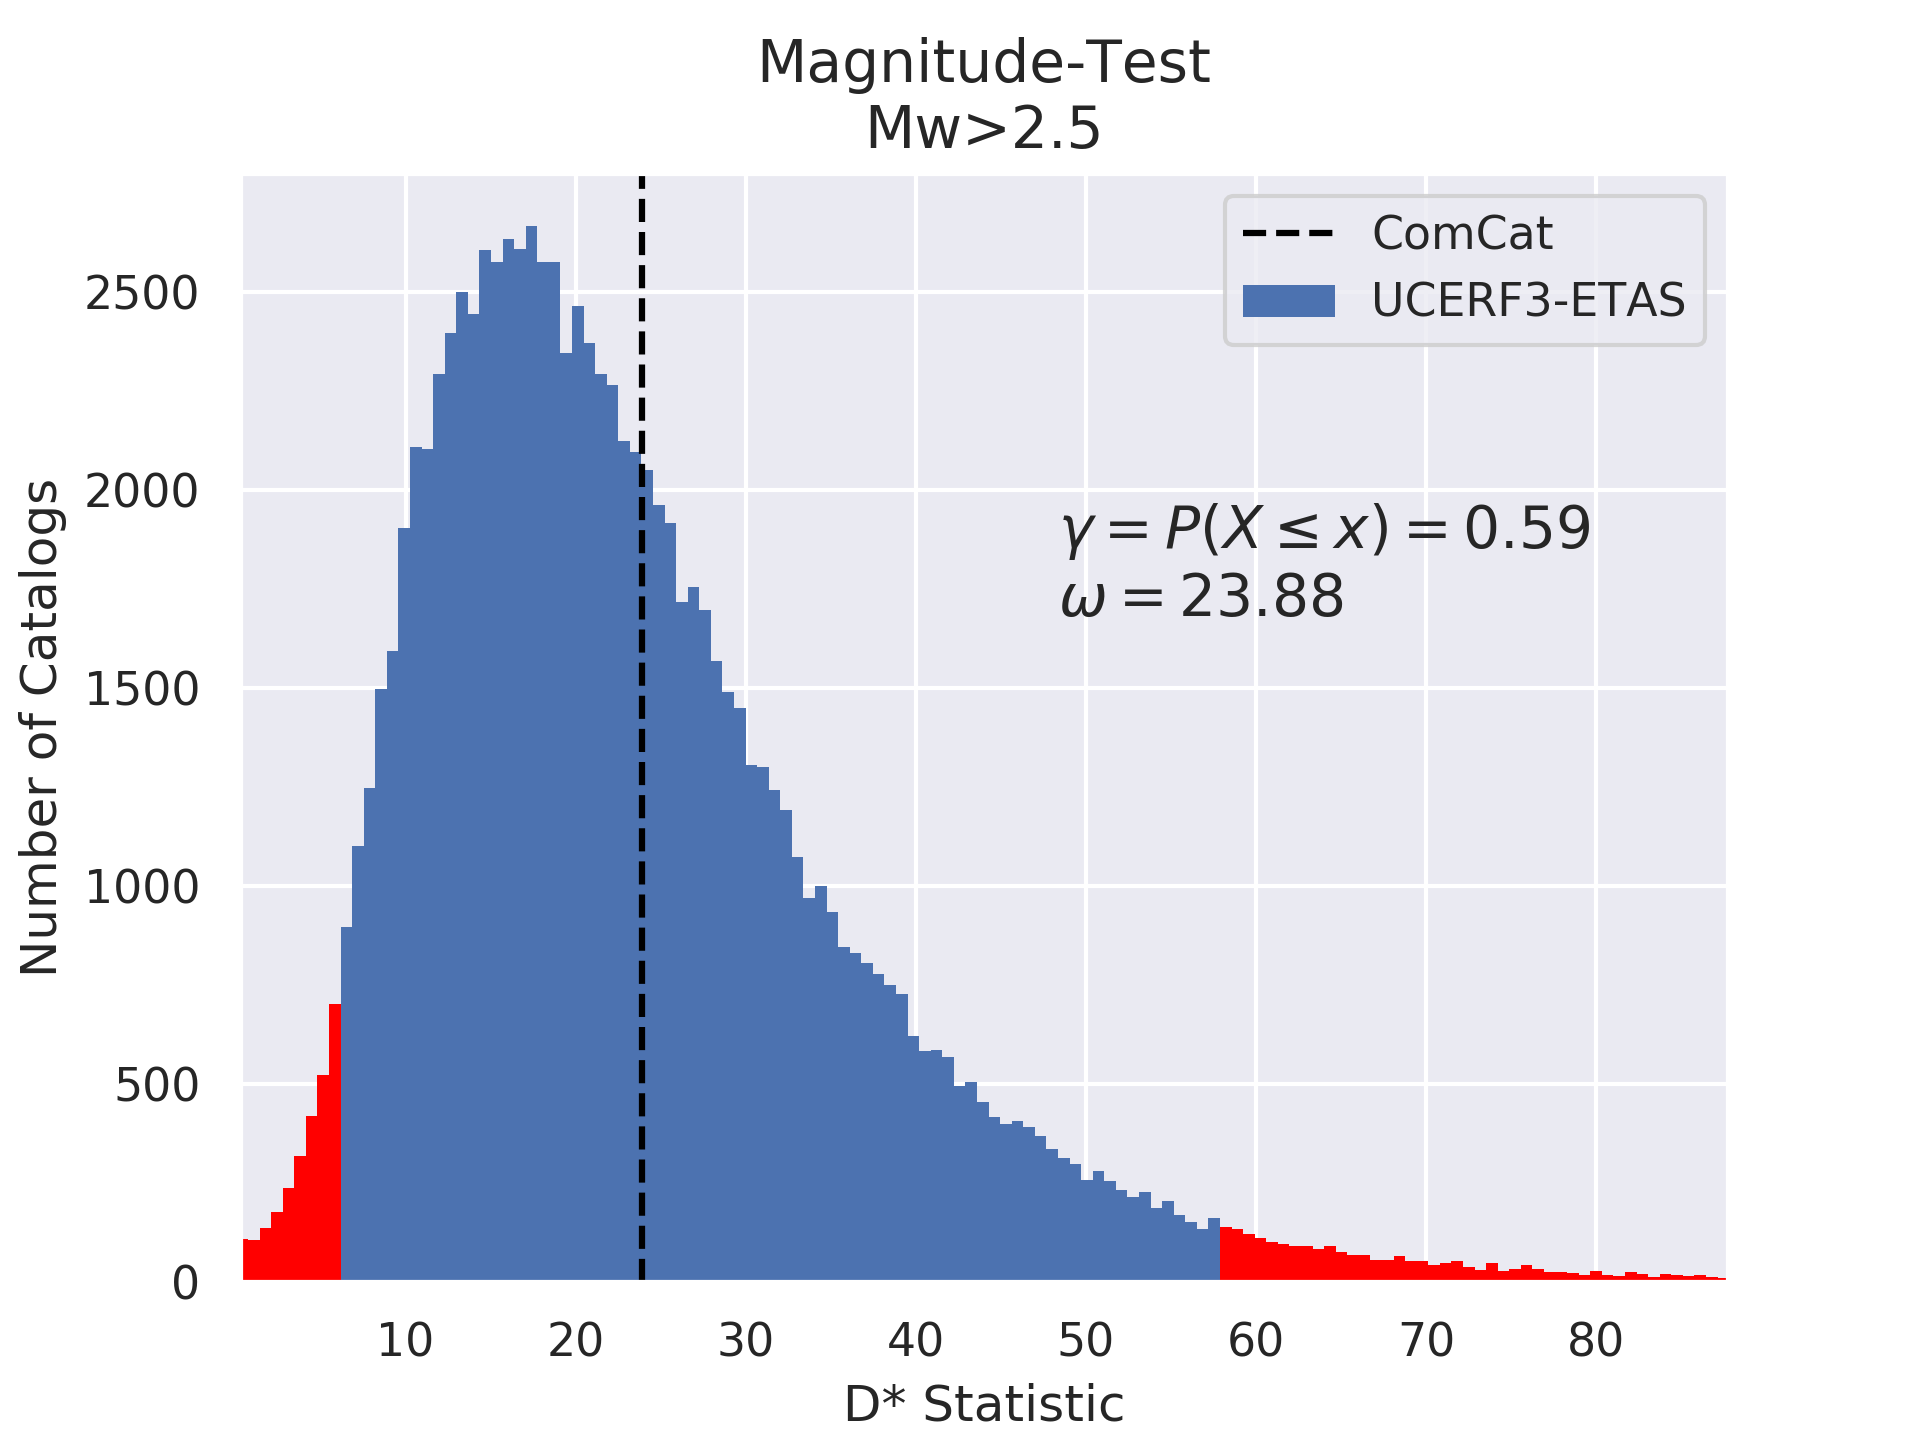 Magnitude-Test
Mw>2.5
ComCat
UCERF3-ETAS
γ = P(X ≤ x) = 0.59
ω = 23.88
Number of Catalogs
2500
2000
1500
1000
500
0
10 20 30 40 50 60 70 80
D* Statistic